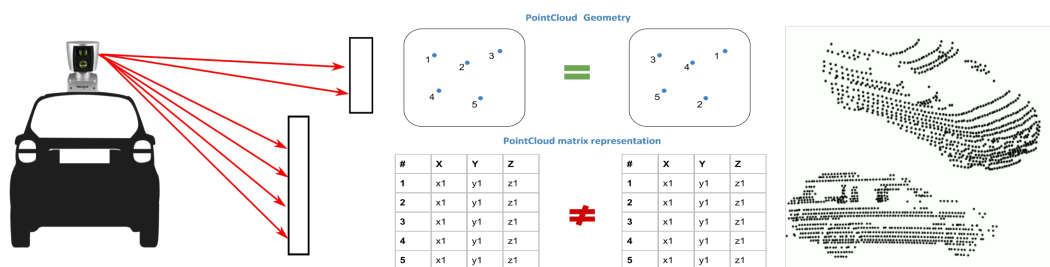 PointCloud Geometry
1 2 3 4 5
3 4 1 5 2
PointCloud matrix representation
# X Y Z
1 x1 y1 z1
2 x1 y1 z1
3 x1 y1 z1
4 x1 y1 z1
5 x1 y1 z1
# X Y Z
1 x1 y1 z1
2 x1 y1 z1
3 x1 y1 z1
4 x1 y1 z1
5 x1 y1 z1